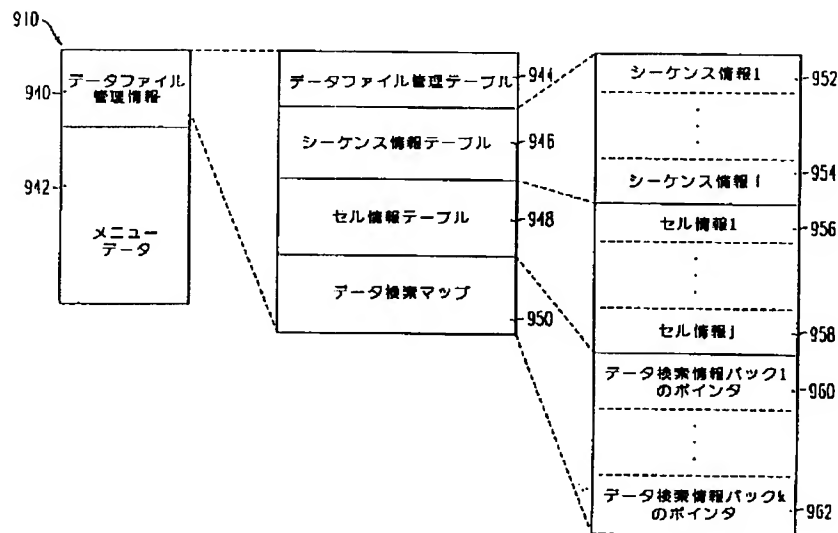 910
データファイル
管理情報
940
942
メニュー
データ
データファイル管理テーブル
944
シーケンス情報テーブル
946
セル情報テーブル
948
データ検索マップ
950
シーケンス情報1
952
シーケンス情報i
954
セル情報1
956
セル情報j
958
データ検索情報パック1
のポインタ
960
データ検索情報パックk
のポインタ
962